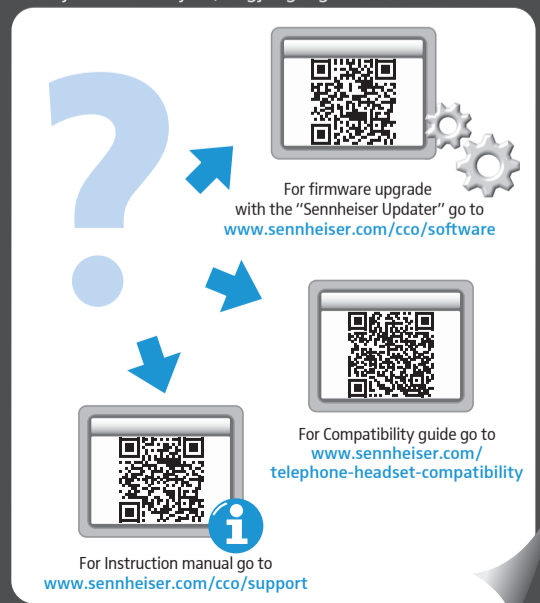 For firmware upgrade
with the “Sennheiser Updater” go to
www.sennheiser.com/cco/software
For Compatibility guide go to
www.sennheiser.com/
telephone-headset-compatibility
For Instruction manual go to
www.sennheiser.com/cco/support